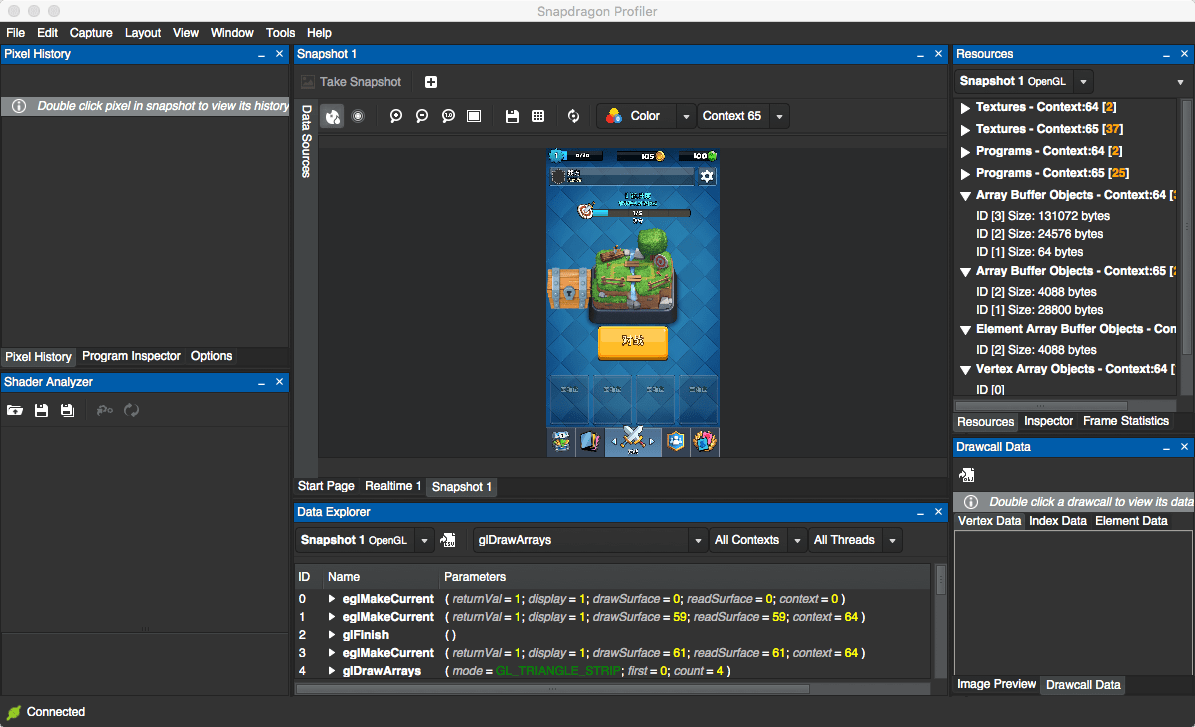 Snapdragon Profiler
File Edit Capture Layout View Window Tools Help
Pixel History
Double click pixel in snapshot to view its history
Pixel History Program Inspector Options
Shader Analyzer
Snapshot 1
Take Snapshot
Data Sources
Color Context 65
105
100
Start Page Realtime 1 Snapshot 1
Data Explorer
Snapshot 1 OpenGL glDrawArrays All Contexts All Threads
ID Name Parameters
0 eglMakeCurrent ( returnVal = 1; display = 1; drawSurface = 0; readSurface = 0; context = 0 )
1 eglMakeCurrent ( returnVal = 1; display = 1; drawSurface = 59; readSurface = 59; context = 64 )
2 glFinish ( )
3 eglMakeCurrent ( returnVal = 1; display = 1; drawSurface = 61; readSurface = 61; context = 64 )
4 glDrawArrays ( mode = GL_TRIANGLE_STRIP; first = 0; count = 4 )
Resources
Snapshot 1 OpenGL
Textures - Context:64 [2]
Textures - Context:65 [37]
Programs - Context:64 [2]
Programs - Context:65 [25]
Array Buffer Objects - Context:64 [
ID [3] Size: 131072 bytes
ID [2] Size: 24576 bytes
ID [1] Size: 64 bytes
Array Buffer Objects - Context:65 [
ID [2] Size: 4088 bytes
ID [1] Size: 28800 bytes
Element Array Buffer Objects - Con
ID [2] Size: 4088 bytes
Vertex Array Objects - Context:64 [
ID [0]
Resources Inspector Frame Statistics
Drawcall Data
Double click a drawcall to view its data
Vertex Data Index Data Element Data
Image Preview Drawcall Data
Connected